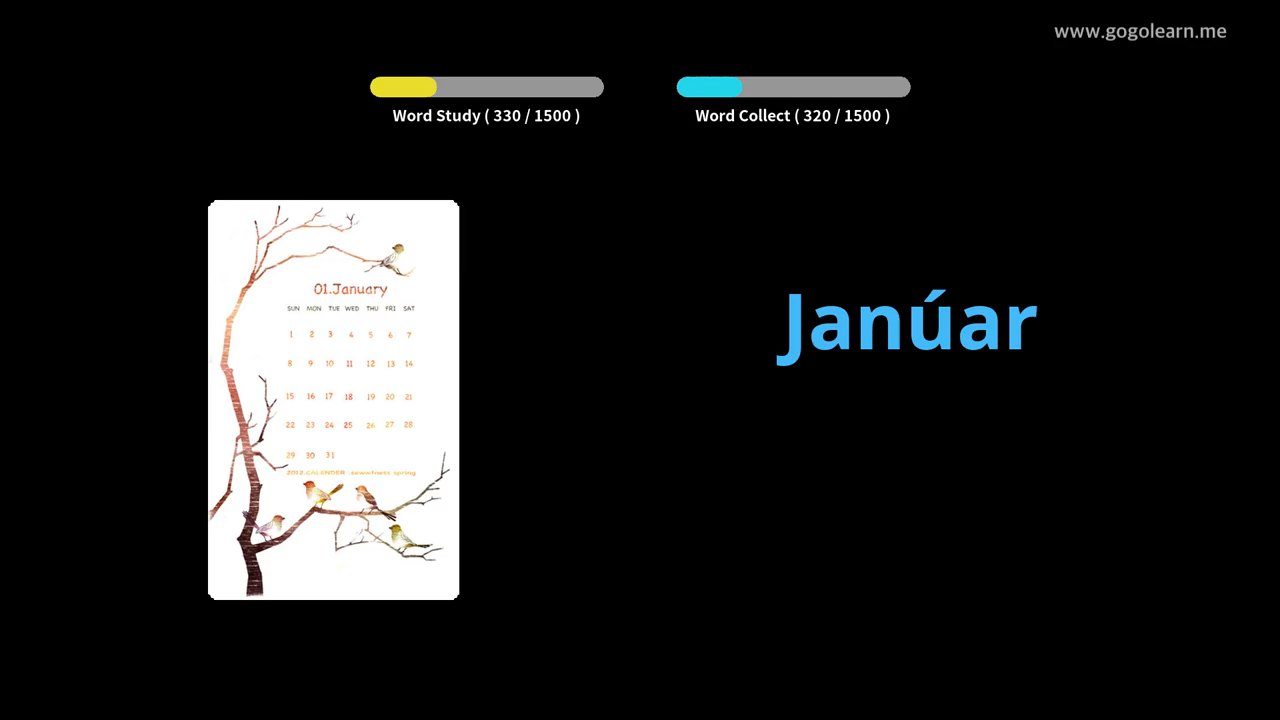 www.gogolearn.me
Word Study ( 330 / 1500 )
Word Collect ( 320 / 1500 )
01.January
SUN MON TUE WED THU FRI SAT
1 2 3 4 5 6 7
8 9 10 11 12 13 14
15 16 17 18 19 20 21
22 23 24 25 26 27 28
29 30 31
2012.CALENDER spring
Janúar